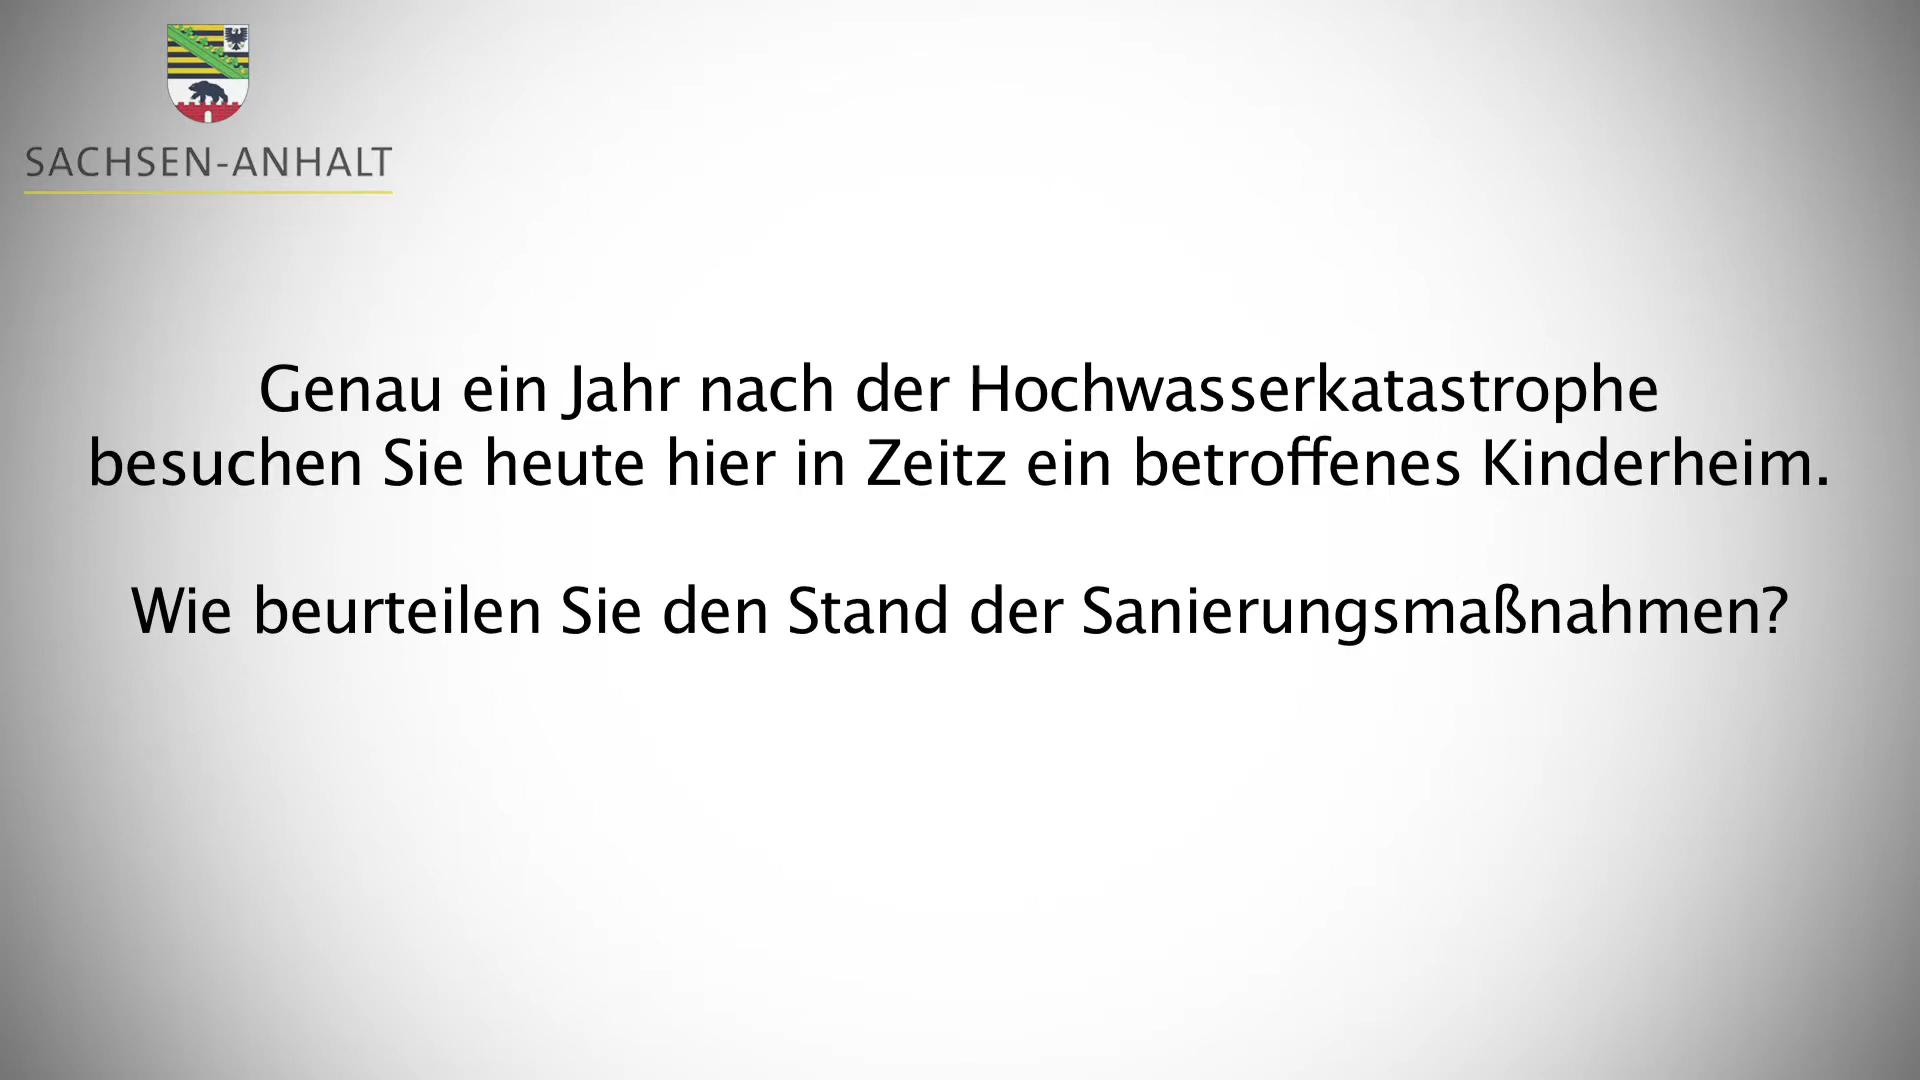 SACHSEN-ANHALT
Genau ein Jahr nach der Hochwasserkatastrophe
besuchen Sie heute hier in Zeitz ein betroffenes Kinderheim.
Wie beurteilen Sie den Stand der Sanierungsmaßnahmen?